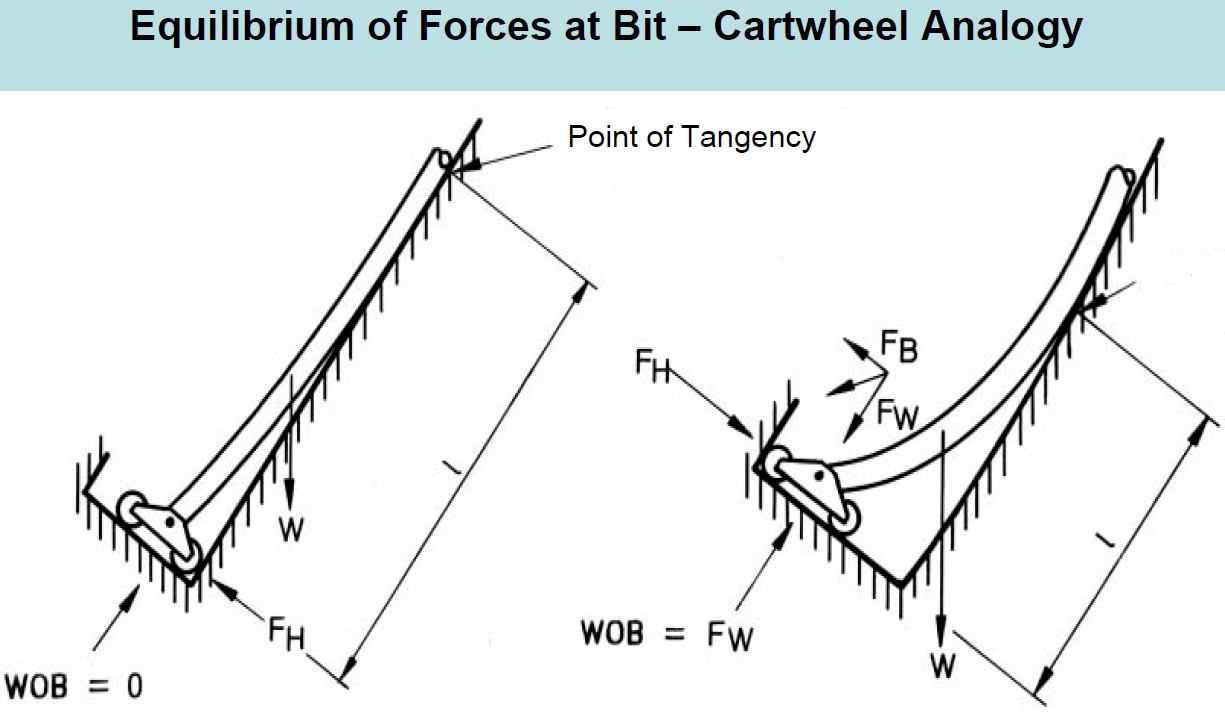 Equilibrium of Forces at Bit – Cartwheel Analogy
Point of Tangency
l
W
FH
WOB = 0
FH
FB
FW
l
WOB = FW
W